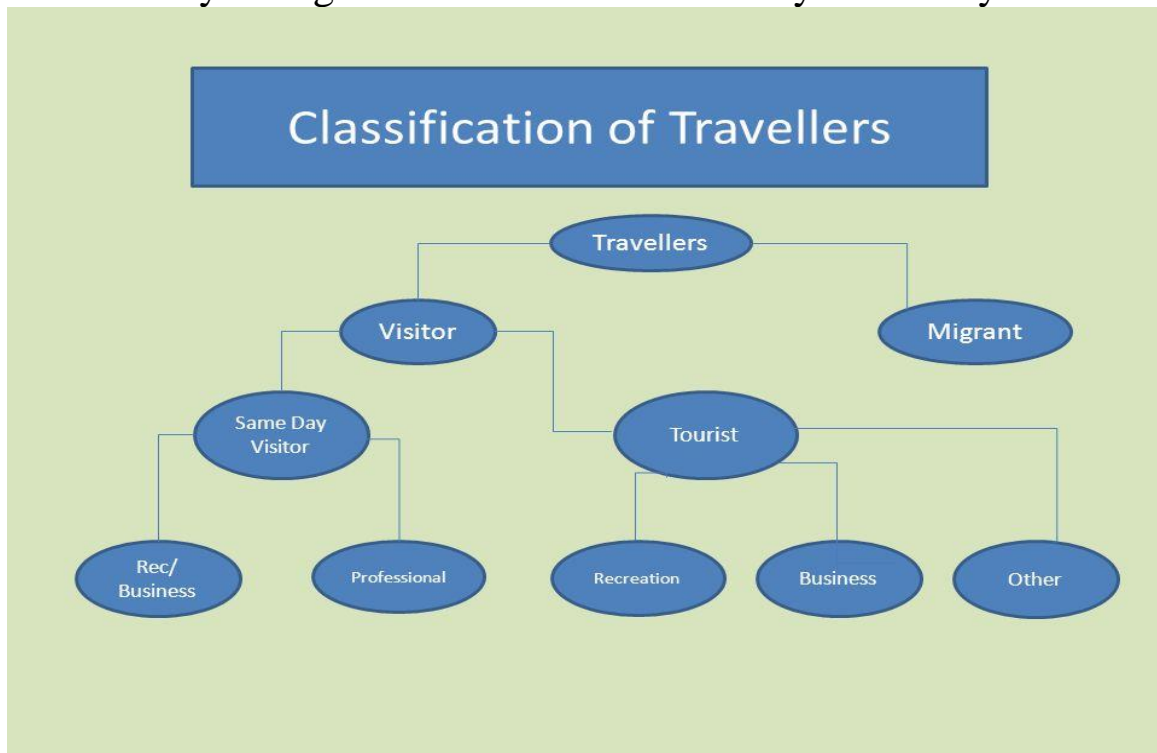 Classification of Travellers
Travellers
Visitor
Migrant
Same Day
Visitor
Tourist
Rec/
Business
Professional
Recreation
Business
Other